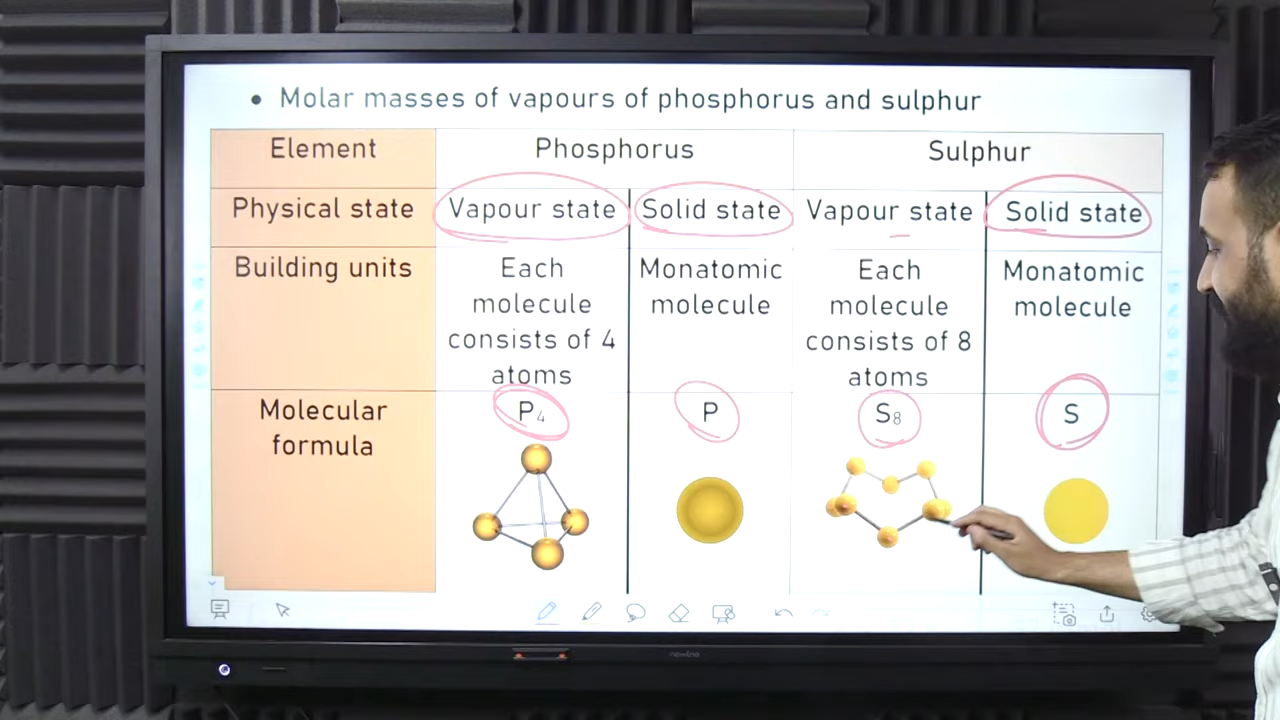 • Molar masses of vapours of phosphorus and sulphur
Element Phosphorus Sulphur
Physical state Vapour state Solid state Vapour state Solid state
Building units Each Monatomic Each Monatomic
molecule molecule molecule molecule
consists of 4 consists of 8
atoms atoms
Molecular P₄ P S₈ S
formula
newline